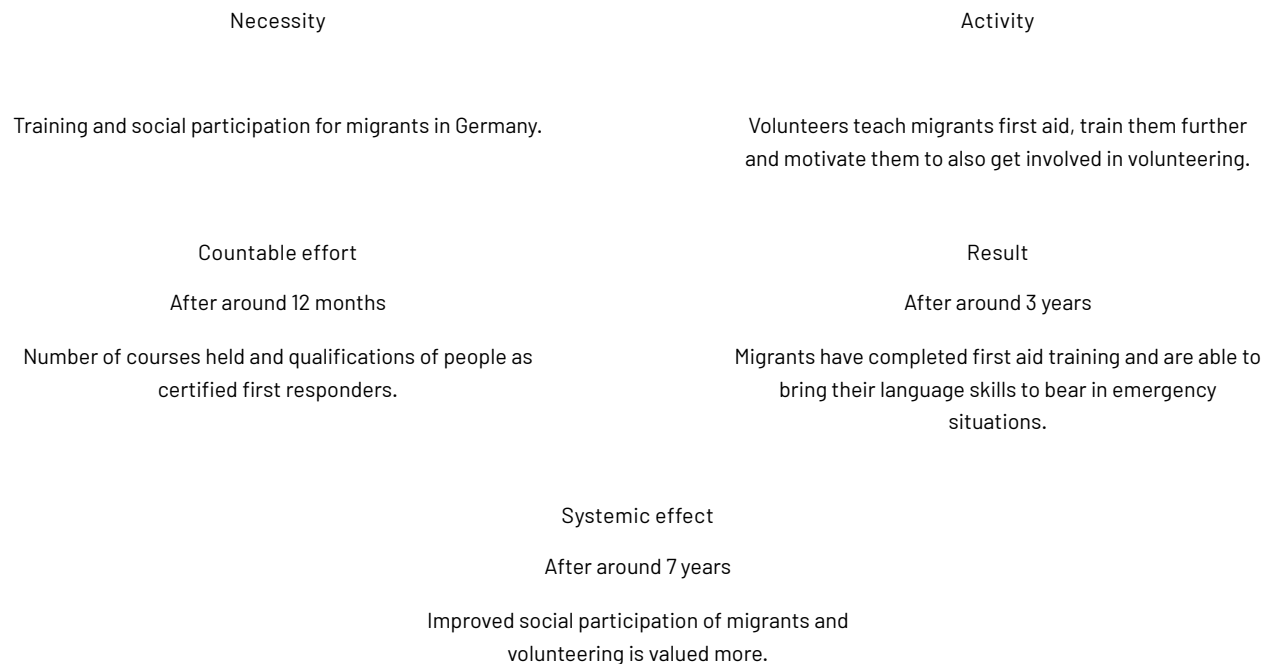 Necessity
Training and social participation for migrants in Germany.
Activity
Volunteers teach migrants first aid, train them further
and motivate them to also get involved in volunteering.
Countable effort
After around 12 months
Number of courses held and qualifications of people as
certified first responders.
Result
After around 3 years
Migrants have completed first aid training and are able to
bring their language skills to bear in emergency
situations.
Systemic effect
After around 7 years
Improved social participation of migrants and
volunteering is valued more.